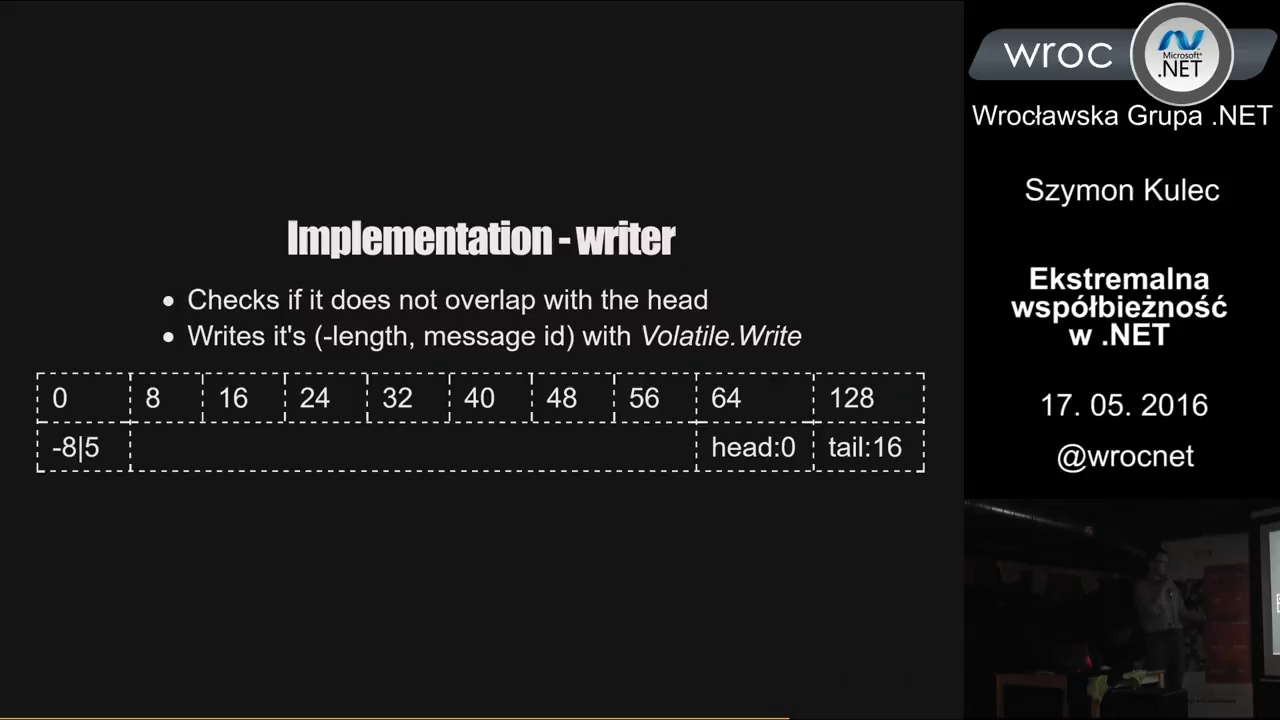 Implementation - writer
Checks if it does not overlap with the head
Writes it's (-length, message id) with Volatile.Write
0 8 16 24 32 40 48 56 64 128
-8|5 head:0 tail:16
wroc
Microsoft®
.NET
Wrocławska Grupa .NET
Szymon Kulec
Ekstremalna
współbieżność
w .NET
17. 05. 2016
@wrocnet